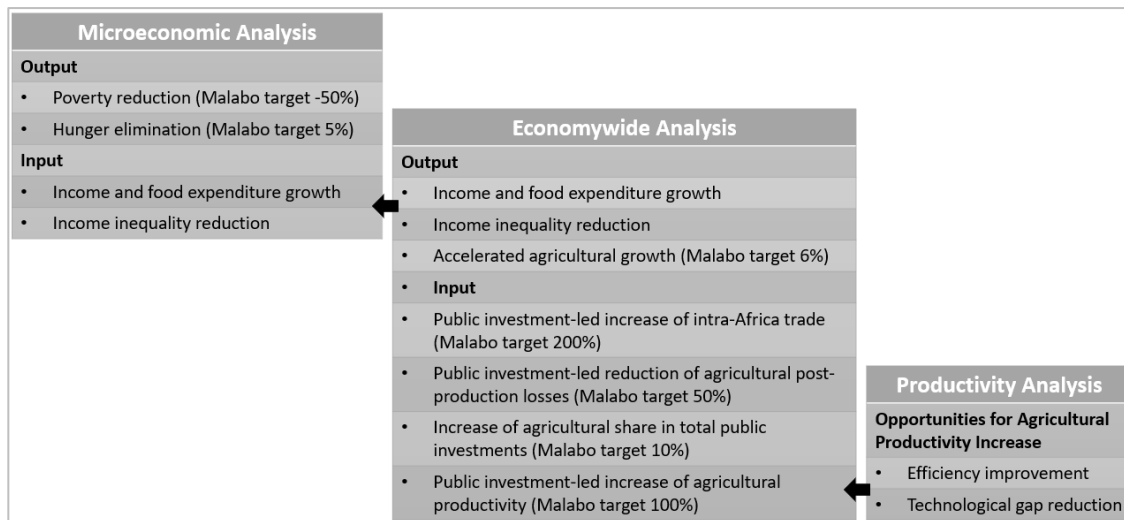 Microeconomic Analysis
Output
• Poverty reduction (Malabo target -50%)
• Hunger elimination (Malabo target 5%)
Input
• Income and food expenditure growth
• Income inequality reduction
Economywide Analysis
Output
• Income and food expenditure growth
• Income inequality reduction
• Accelerated agricultural growth (Malabo target 6%)
• Input
• Public investment-led increase of intra-Africa trade
(Malabo target 200%)
• Public investment-led reduction of agricultural post-
production losses (Malabo target 50%)
• Increase of agricultural share in total public
investments (Malabo target 10%)
• Public investment-led increase of agricultural
productivity (Malabo target 100%)
Productivity Analysis
Opportunities for Agricultural
Productivity Increase
• Efficiency improvement
• Technological gap reduction